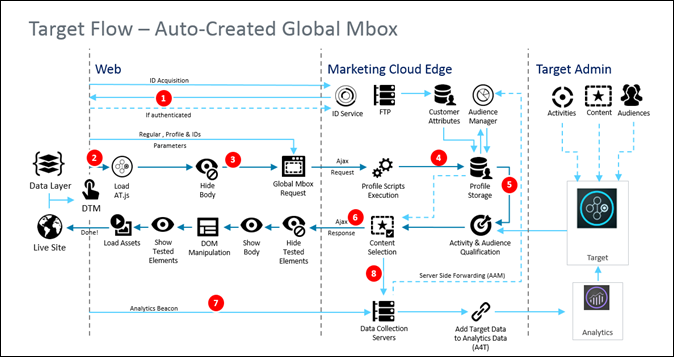 Target Flow – Auto-Created Global Mbox
Web
Marketing Cloud Edge
Target Admin
ID Acquisition
1
If authenticated
ID Service
FTP
Customer
Attributes
Audience
Manager
Activities
Content
Audiences
Regular , Profile & IDs
Parameters
2
3
4
5
Data Layer
DTM
Load
AT.js
Hide
Body
Global Mbox
Request
Ajax
Request
Profile Scripts
Execution
Profile
Storage
Live Site
Done!
Load Assets
Show
Tested
Elements
DOM
Manipulation
Show
Body
Hide
Tested
Elements
6
Ajax
Response
Content
Selection
Activity & Audience
Qualification
Target
8
Server Side Forwarding (AAM)
7
Analytics Beacon
Data Collection
Servers
Add Target Data
to Analytics Data
(A4T)
Analytics